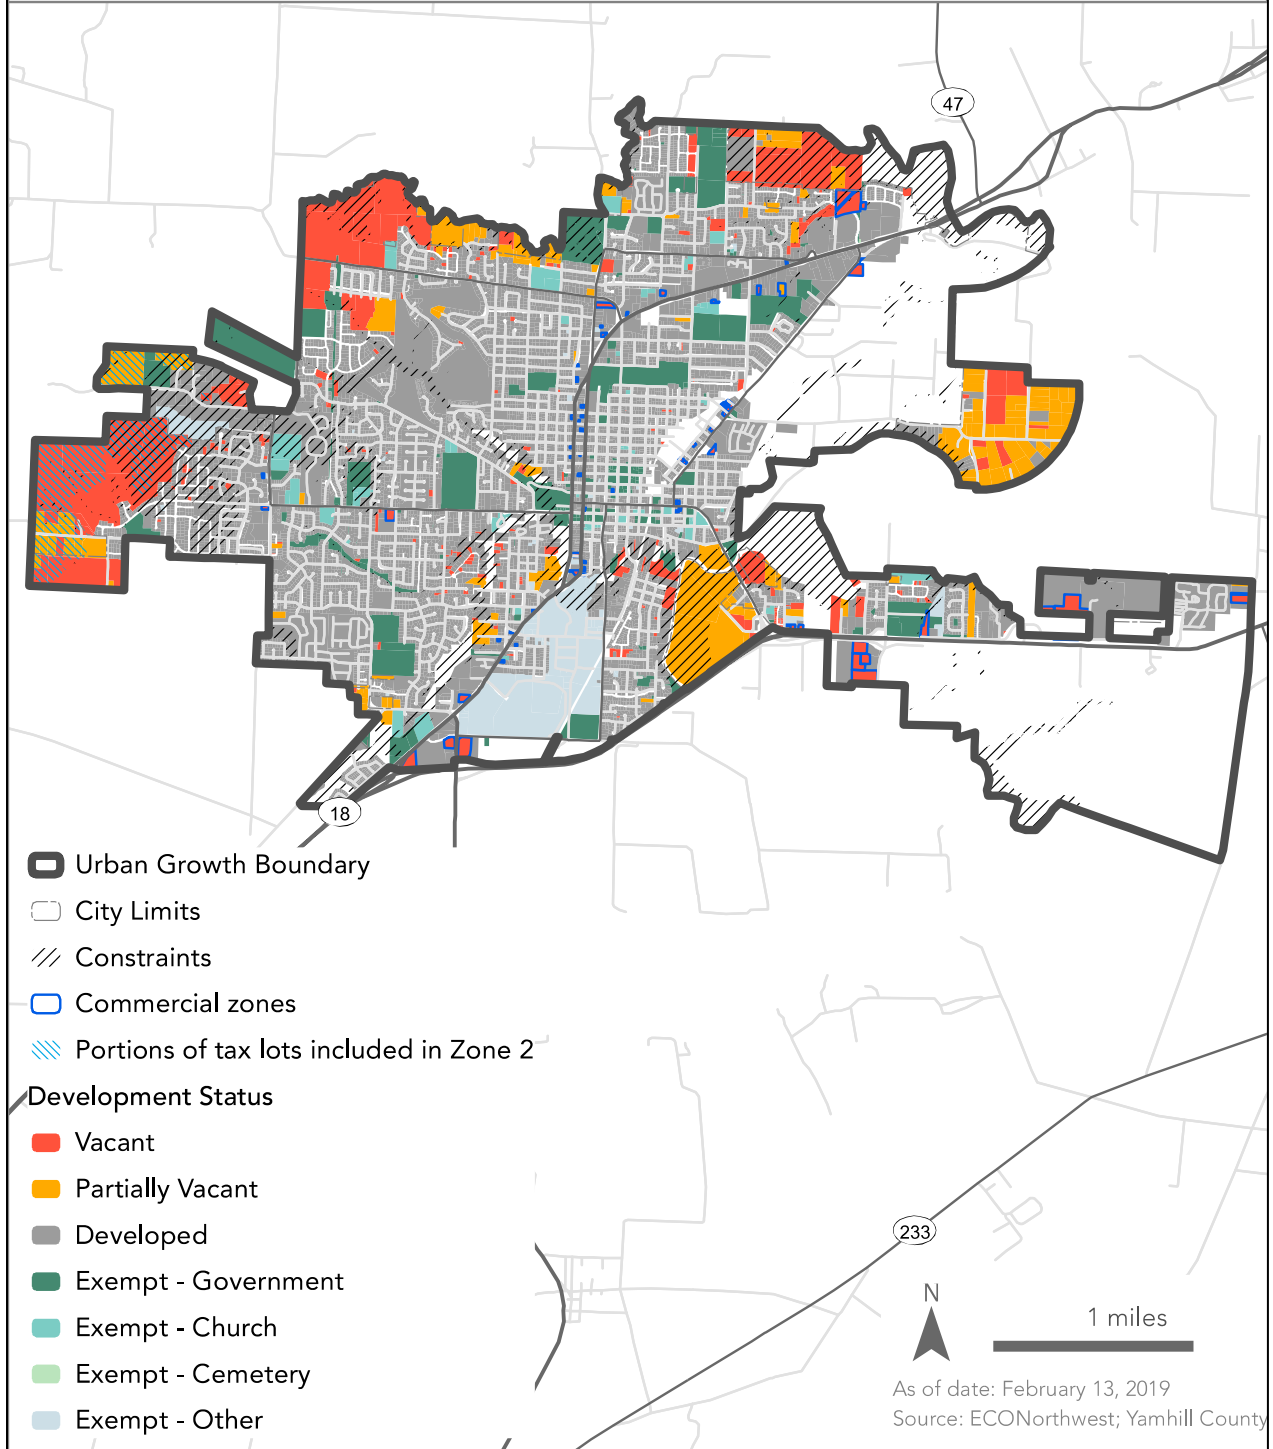 47
18
Urban Growth Boundary
City Limits
Constraints
Commercial zones
Portions of tax lots included in Zone 2
Development Status
Vacant
Partially Vacant
Developed
Exempt - Government
Exempt - Church
Exempt - Cemetery
Exempt - Other
233
N
1 miles
As of date: February 13, 2019
Source: ECONorthwest; Yamhill County